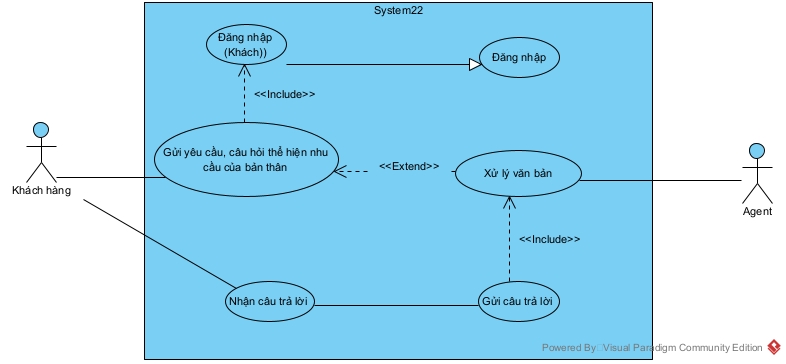 System22
Đăng nhập
(Khách))
Đăng nhập
<<Include>>
Gửi yêu cầu, câu hỏi thể hiện nhu
cầu của bản thân
<<Extend>>
Xử lý văn bản
Khách hàng
Agent
<<Include>>
Nhận câu trả lời
Gửi câu trả lời
Powered By: Visual Paradigm Community Edition